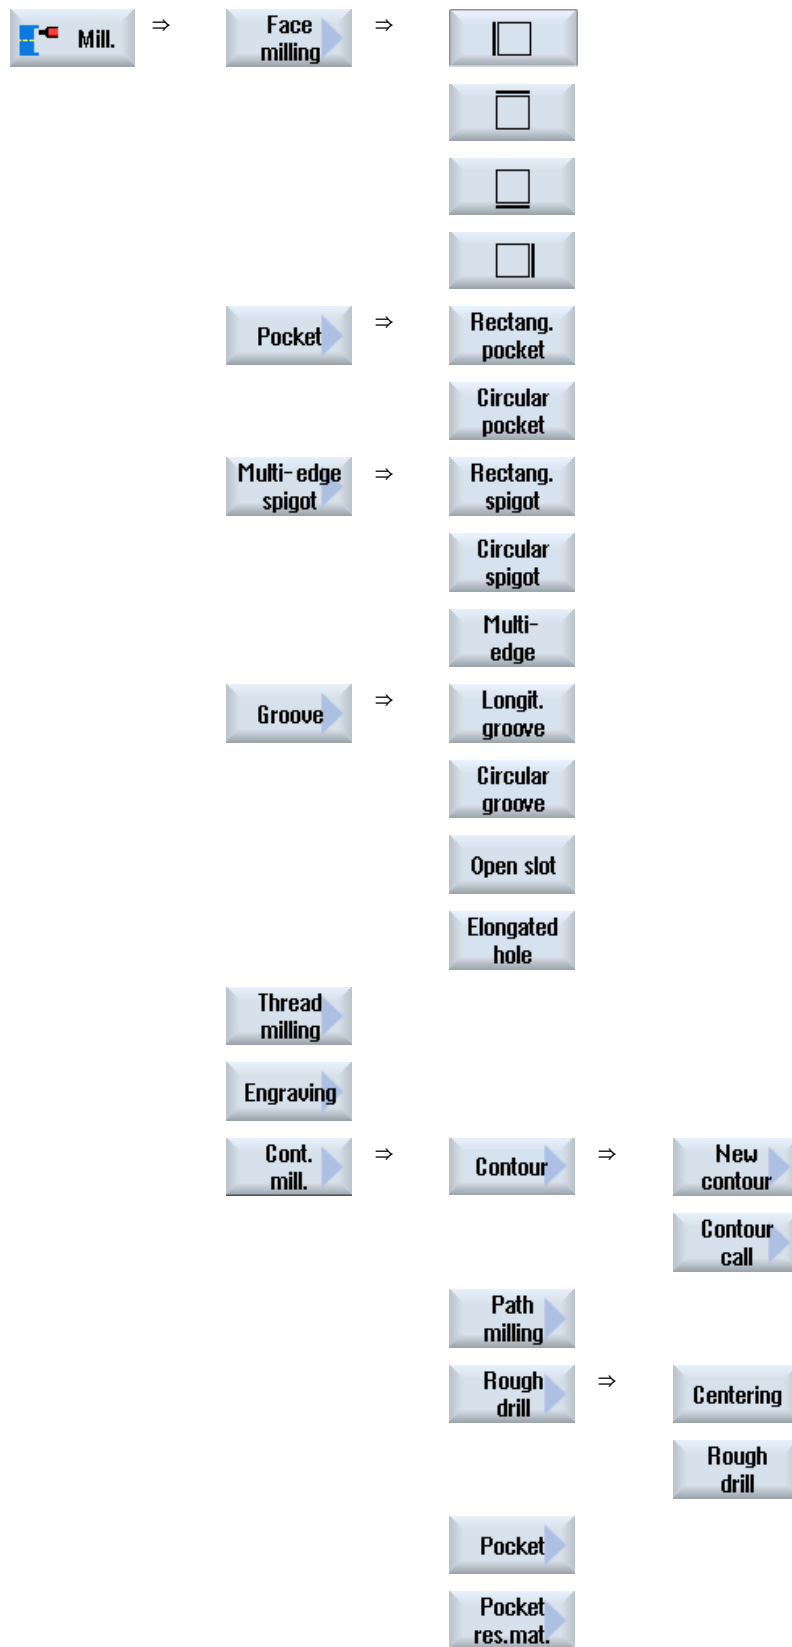 Mill. ⇒ Face ⇒
milling
Pocket ⇒ Rectang.
pocket
Circular
pocket
Multi-edge
spigot ⇒ Rectang.
spigot
Circular
spigot
Multi-
edge
Groove ⇒ Longit.
groove
Circular
groove
Open slot
Elongated
hole
Thread
milling
Engraving
Cont.
mill. ⇒ Contour ⇒ New
contour
Contour
call
Path
milling
Rough
drill ⇒ Centering
Rough
drill
Pocket
Pocket
res.mat.